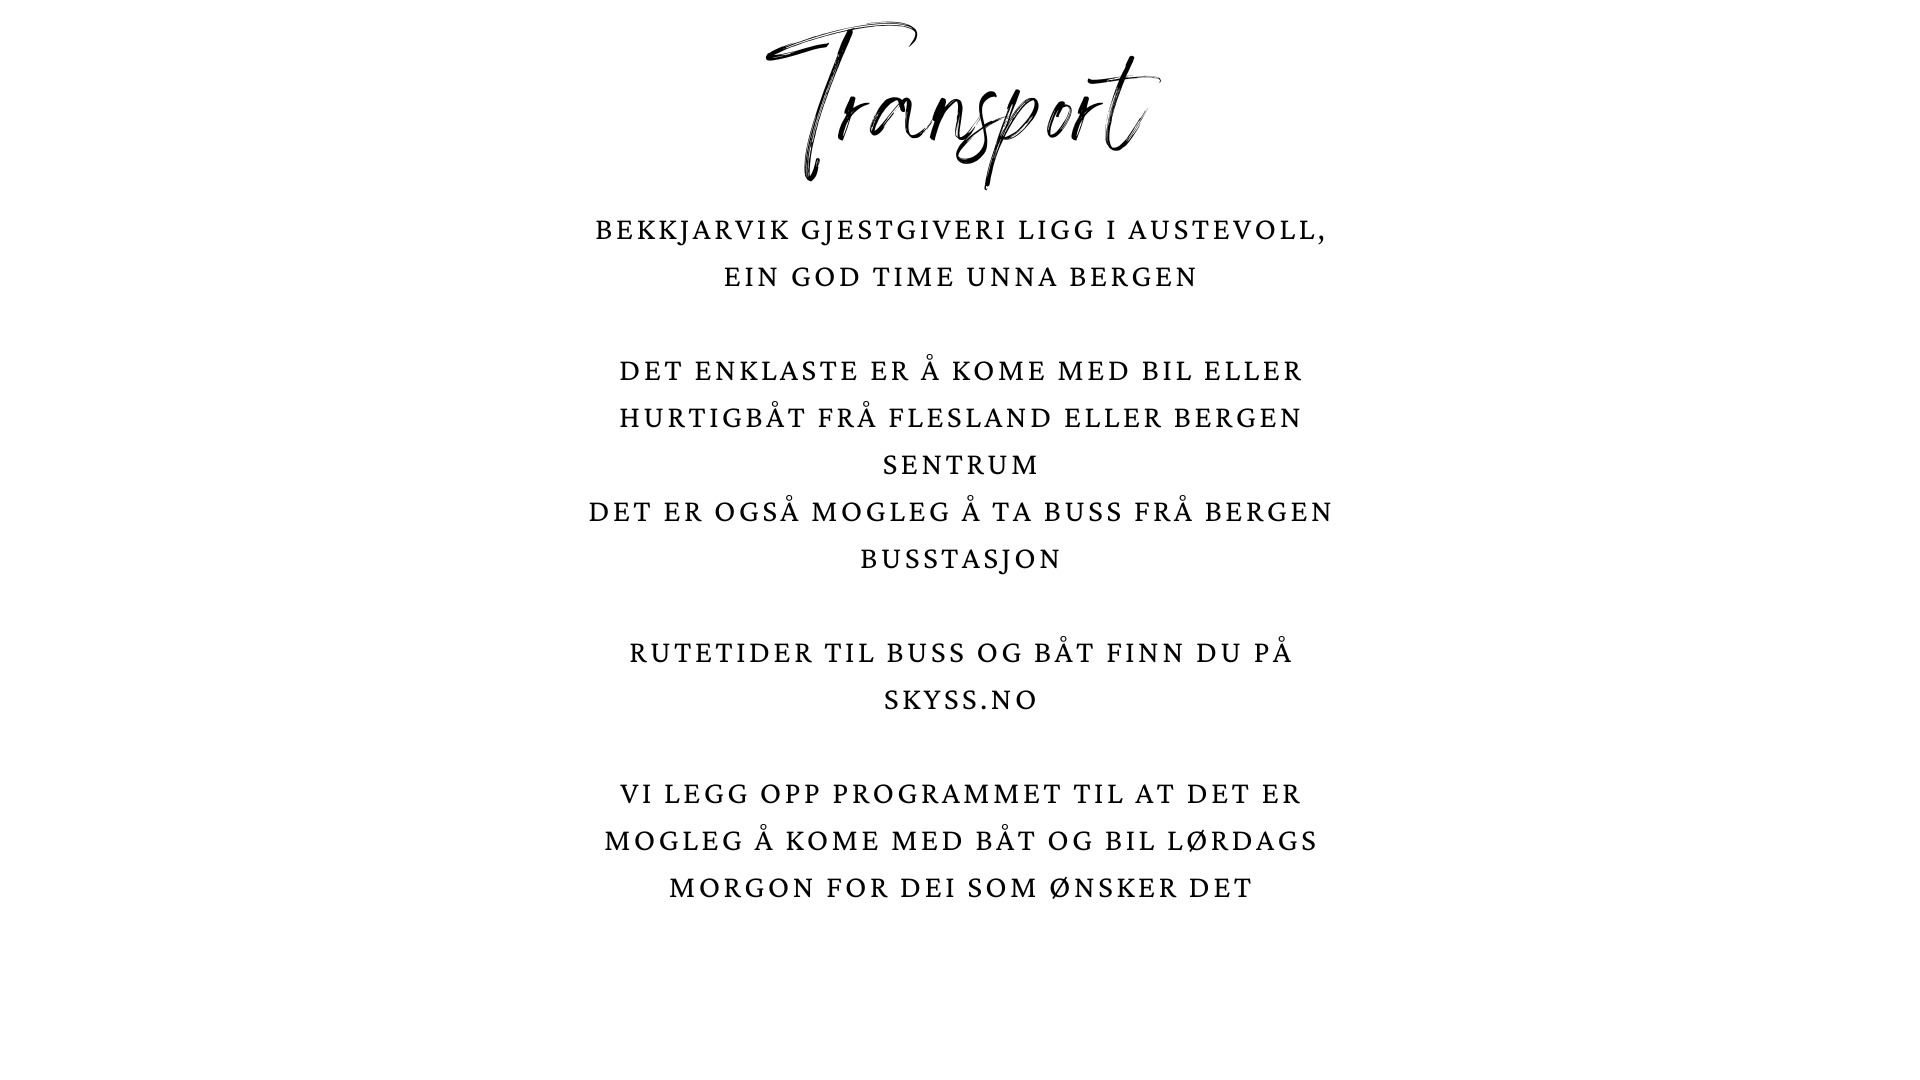 Transport
BEKKJARVIK GJESTGIVERI LIGG I AUSTEVOLL,
EIN GOD TIME UNNA BERGEN
DET ENKLASTE ER Å KOME MED BIL ELLER
HURTIGBÅT FRÅ FLESLAND ELLER BERGEN
SENTRUM
DET ER OGSÅ MOGLEG Å TA BUSS FRÅ BERGEN
BUSSTASJON
RUTETIDER TIL BUSS OG BÅT FINN DU PÅ
SKYSS.NO
VI LEGG OPP PROGRAMMET TIL AT DET ER
MOGLEG Å KOME MED BÅT OG BIL LØRDAGS
MORGON FOR DEI SOM ØNSKER DET